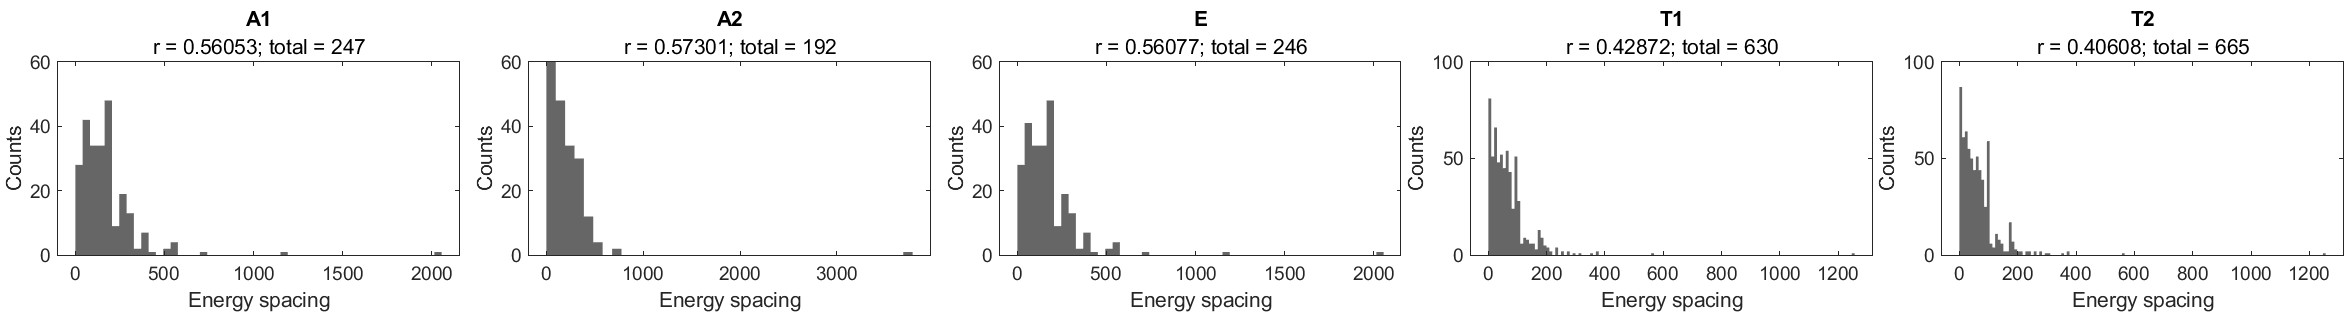 A1
r = 0.56053; total = 247
60
40
20
0
Counts
0 500 1000 1500 2000
Energy spacing
A2
r = 0.57301; total = 192
60
40
20
0
Counts
0 1000 2000 3000
Energy spacing
E
r = 0.56077; total = 246
60
40
20
0
Counts
0 500 1000 1500 2000
Energy spacing
T1
r = 0.42872; total = 630
100
50
0
Counts
0 200 400 600 800 1000 1200
Energy spacing
T2
r = 0.40608; total = 665
100
50
0
Counts
0 200 400 600 800 1000 1200
Energy spacing